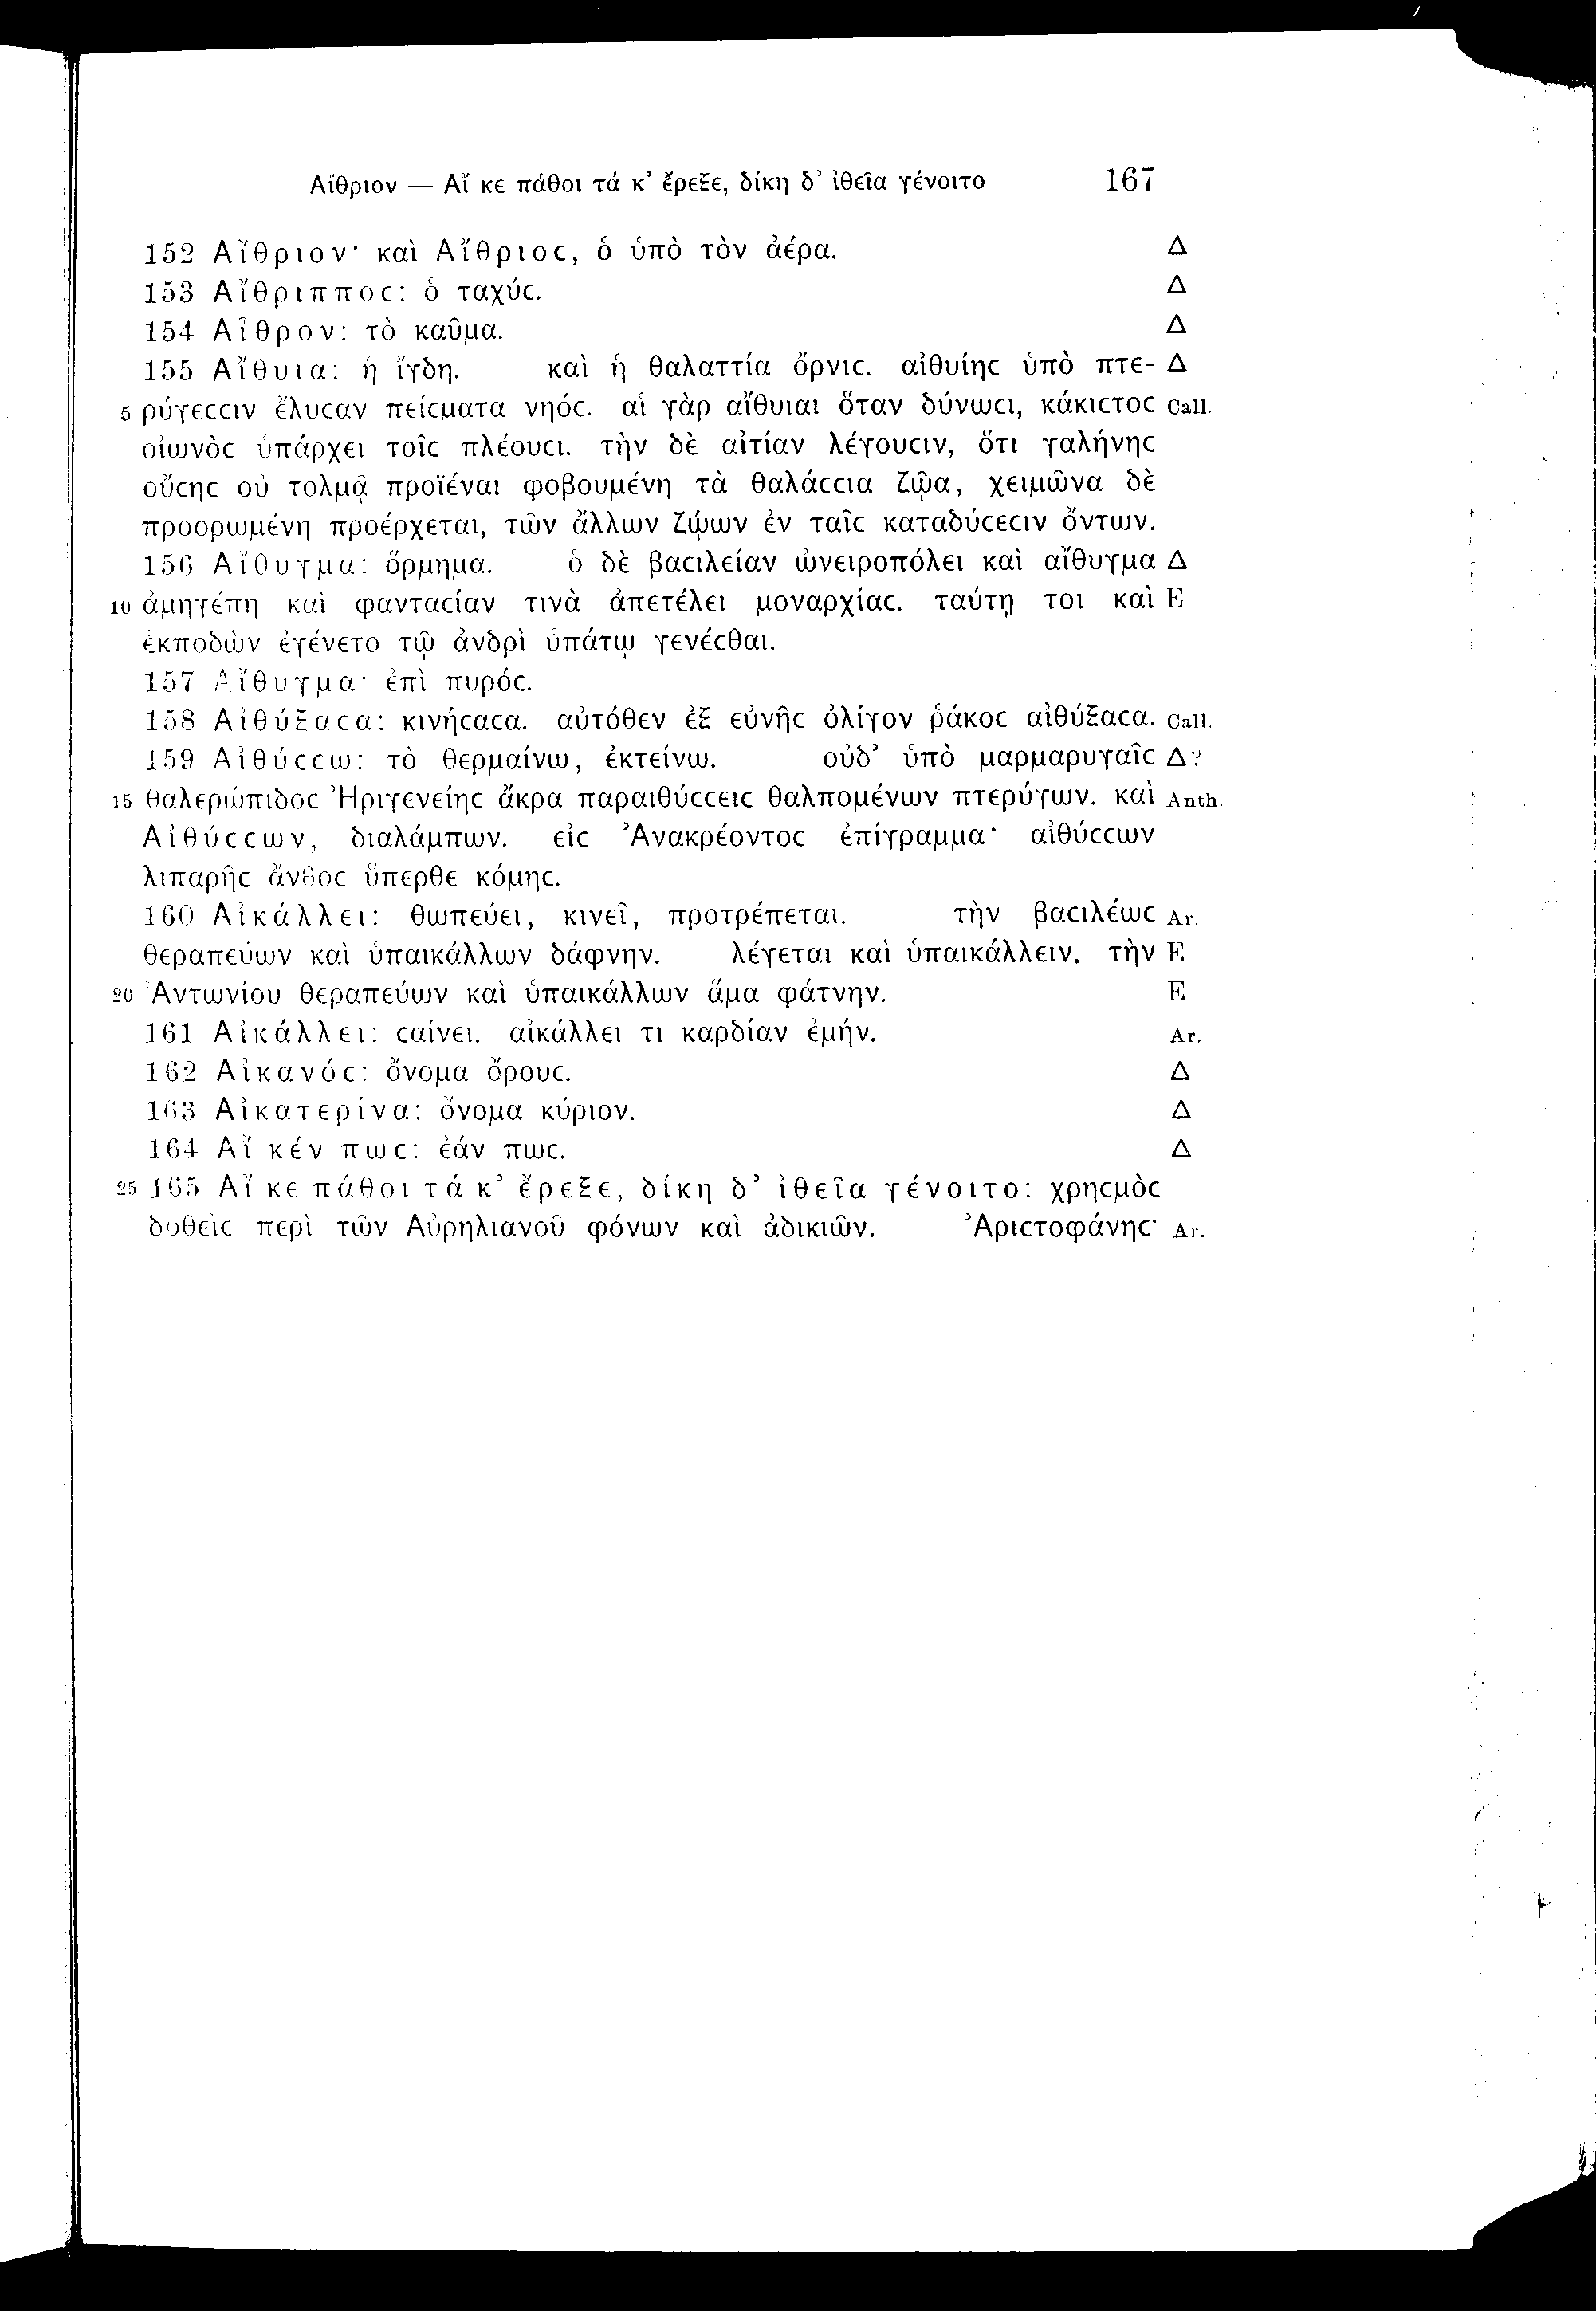 Αἴθριον — Αἴ κε πάθοι τά κ’ ἔρεξε, δίκη δ’ ἰθεῖα γένοιτο 167
152 Αἴθριον· καὶ Αἴθριοϲ, ὁ ὑπὸ τὸν ἀέρα. Δ
153 Αἴθριπποϲ: ὁ ταχύϲ. Δ
154 Αἶθρον: τὸ καῦμα. Δ
155 Αἴθυια: ἡ ἴγδη. καὶ ἡ θαλαττία ὄρνιϲ. αἰθυίηϲ ὑπὸ πτε- Δ
5 ρύγεϲϲιν ἔλυϲαν πείϲματα νηόϲ. αἱ γὰρ αἴθυιαι ὅταν δύνωϲι, κάκιϲτοϲ Call.
οἰωνὸϲ ὑπάρχει τοῖϲ πλέουϲι. τὴν δὲ αἰτίαν λέγουϲιν, ὅτι γαλήνηϲ
οὔϲηϲ οὐ τολμᾷ προϊέναι φοβουμένη τὰ θαλάϲϲια ζῷα, χειμῶνα δὲ
προορωμένη προέρχεται, τῶν ἄλλων ζῴων ἐν ταῖϲ καταδύϲεϲιν ὄντων.
156 Αἴθυγμα: ὅρμημα. ὁ δὲ βαϲιλείαν ὠνειροπόλει καὶ αἴθυγμα Δ
10 ἀμηγέπη καὶ φανταϲίαν τινὰ ἀπετέλει μοναρχίαϲ. ταύτῃ τοι καὶ Ε
ἐκποδὼν ἐγένετο τῷ ἀνδρὶ ὑπάτῳ γενέϲθαι.
157 Αἴθυγμα: ἐπὶ πυρόϲ.
158 Αἰθύξαϲα: κινήϲαϲα. αὐτόθεν ἐξ εὐνῆϲ ὀλίγον ῥάκοϲ αἰθύξαϲα. Call.
159 Αἰθύϲϲω: τὸ θερμαίνω, ἐκτείνω. οὐδ’ ὑπὸ μαρμαρυγαῖϲ Δ?
15 θαλερώπιδοϲ Ἠριγενείηϲ ἄκρα παραιθύϲϲειϲ θαλπομένων πτερύγων. καὶ Anth.
Αἰθύϲϲων, διαλάμπων. εἰϲ Ἀνακρέοντοϲ ἐπίγραμμα· αἰθύϲϲων
λιπαρῆϲ ἄνθοϲ ὕπερθε κόμηϲ.
160 Αἰκάλλει: θωπεύει, κινεῖ, προτρέπεται. τὴν βαϲιλέωϲ Ar.
θεραπεύων καὶ ὑπαικάλλων δάφνην. λέγεται καὶ ὑπαικάλλειν. τὴν Ε
20 Ἀντωνίου θεραπεύων καὶ ὑπαικάλλων ἅμα φάτνην. Ε
161 Αἰκάλλει: ϲαίνει. αἰκάλλει τι καρδίαν ἐμήν. Ar.
162 Αἰκανόϲ: ὄνομα ὄρουϲ. Δ
163 Αἰκατερίνα: ὄνομα κύριον. Δ
164 Αἴ κέν πωϲ: ἐάν πωϲ. Δ
25 165 Αἴ κε πάθοι τά κ’ ἔρεξε, δίκη δ’ ἰθεῖα γένοιτο: χρηϲμὸϲ
δοθεὶϲ περὶ τῶν Αὐρηλιανοῦ φόνων καὶ ἀδικιῶν. Ἀριϲτοφάνηϲ· Ar.